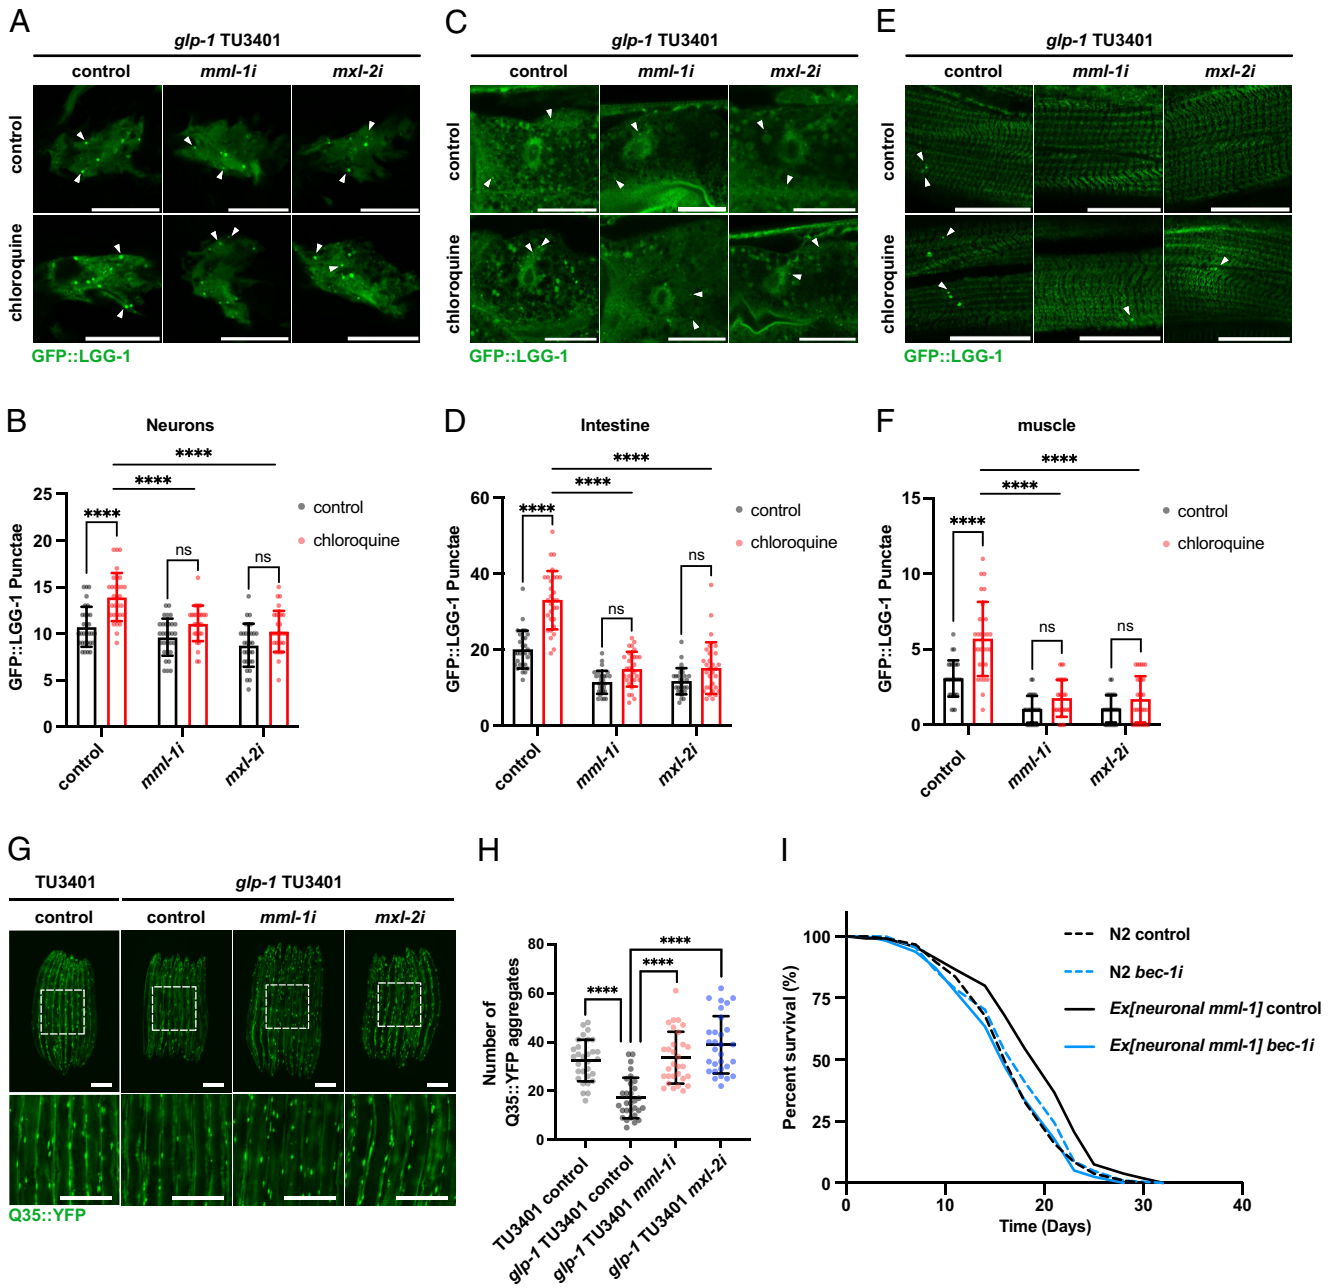 A
glp-1 TU3401
control mml-1i mxl-2i
control
chloroquine
GFP::LGG-1
C
glp-1 TU3401
control mml-1i mxl-2i
control
chloroquine
GFP::LGG-1
E
glp-1 TU3401
control mml-1i mxl-2i
control
chloroquine
GFP::LGG-1
B
Neurons
****
****
****
ns
ns
control
chloroquine
GFP::LGG-1 Punctae
25
20
15
10
5
0
control mml-1i mxl-2i
D
Intestine
****
****
****
ns
ns
control
chloroquine
GFP::LGG-1 Punctae
60
40
20
0
control mml-1i mxl-2i
F
muscle
****
****
****
ns
ns
control
chloroquine
GFP::LGG-1 Punctae
15
10
5
0
control mml-1i mxl-2i
G
TU3401 glp-1 TU3401
control control mml-1i mxl-2i
Q35::YFP
H
****
****
****
Number of
Q35::YFP aggregates
80
60
40
20
0
TU3401 control
glp-1 TU3401 control
glp-1 TU3401 mml-1i
glp-1 TU3401 mxl-2i
I
N2 control
N2 bec-1i
Ex[neuronal mml-1] control
Ex[neuronal mml-1] bec-1i
Percent survival (%)
100
75
50
25
0
0 10 20 30 40
Time (Days)